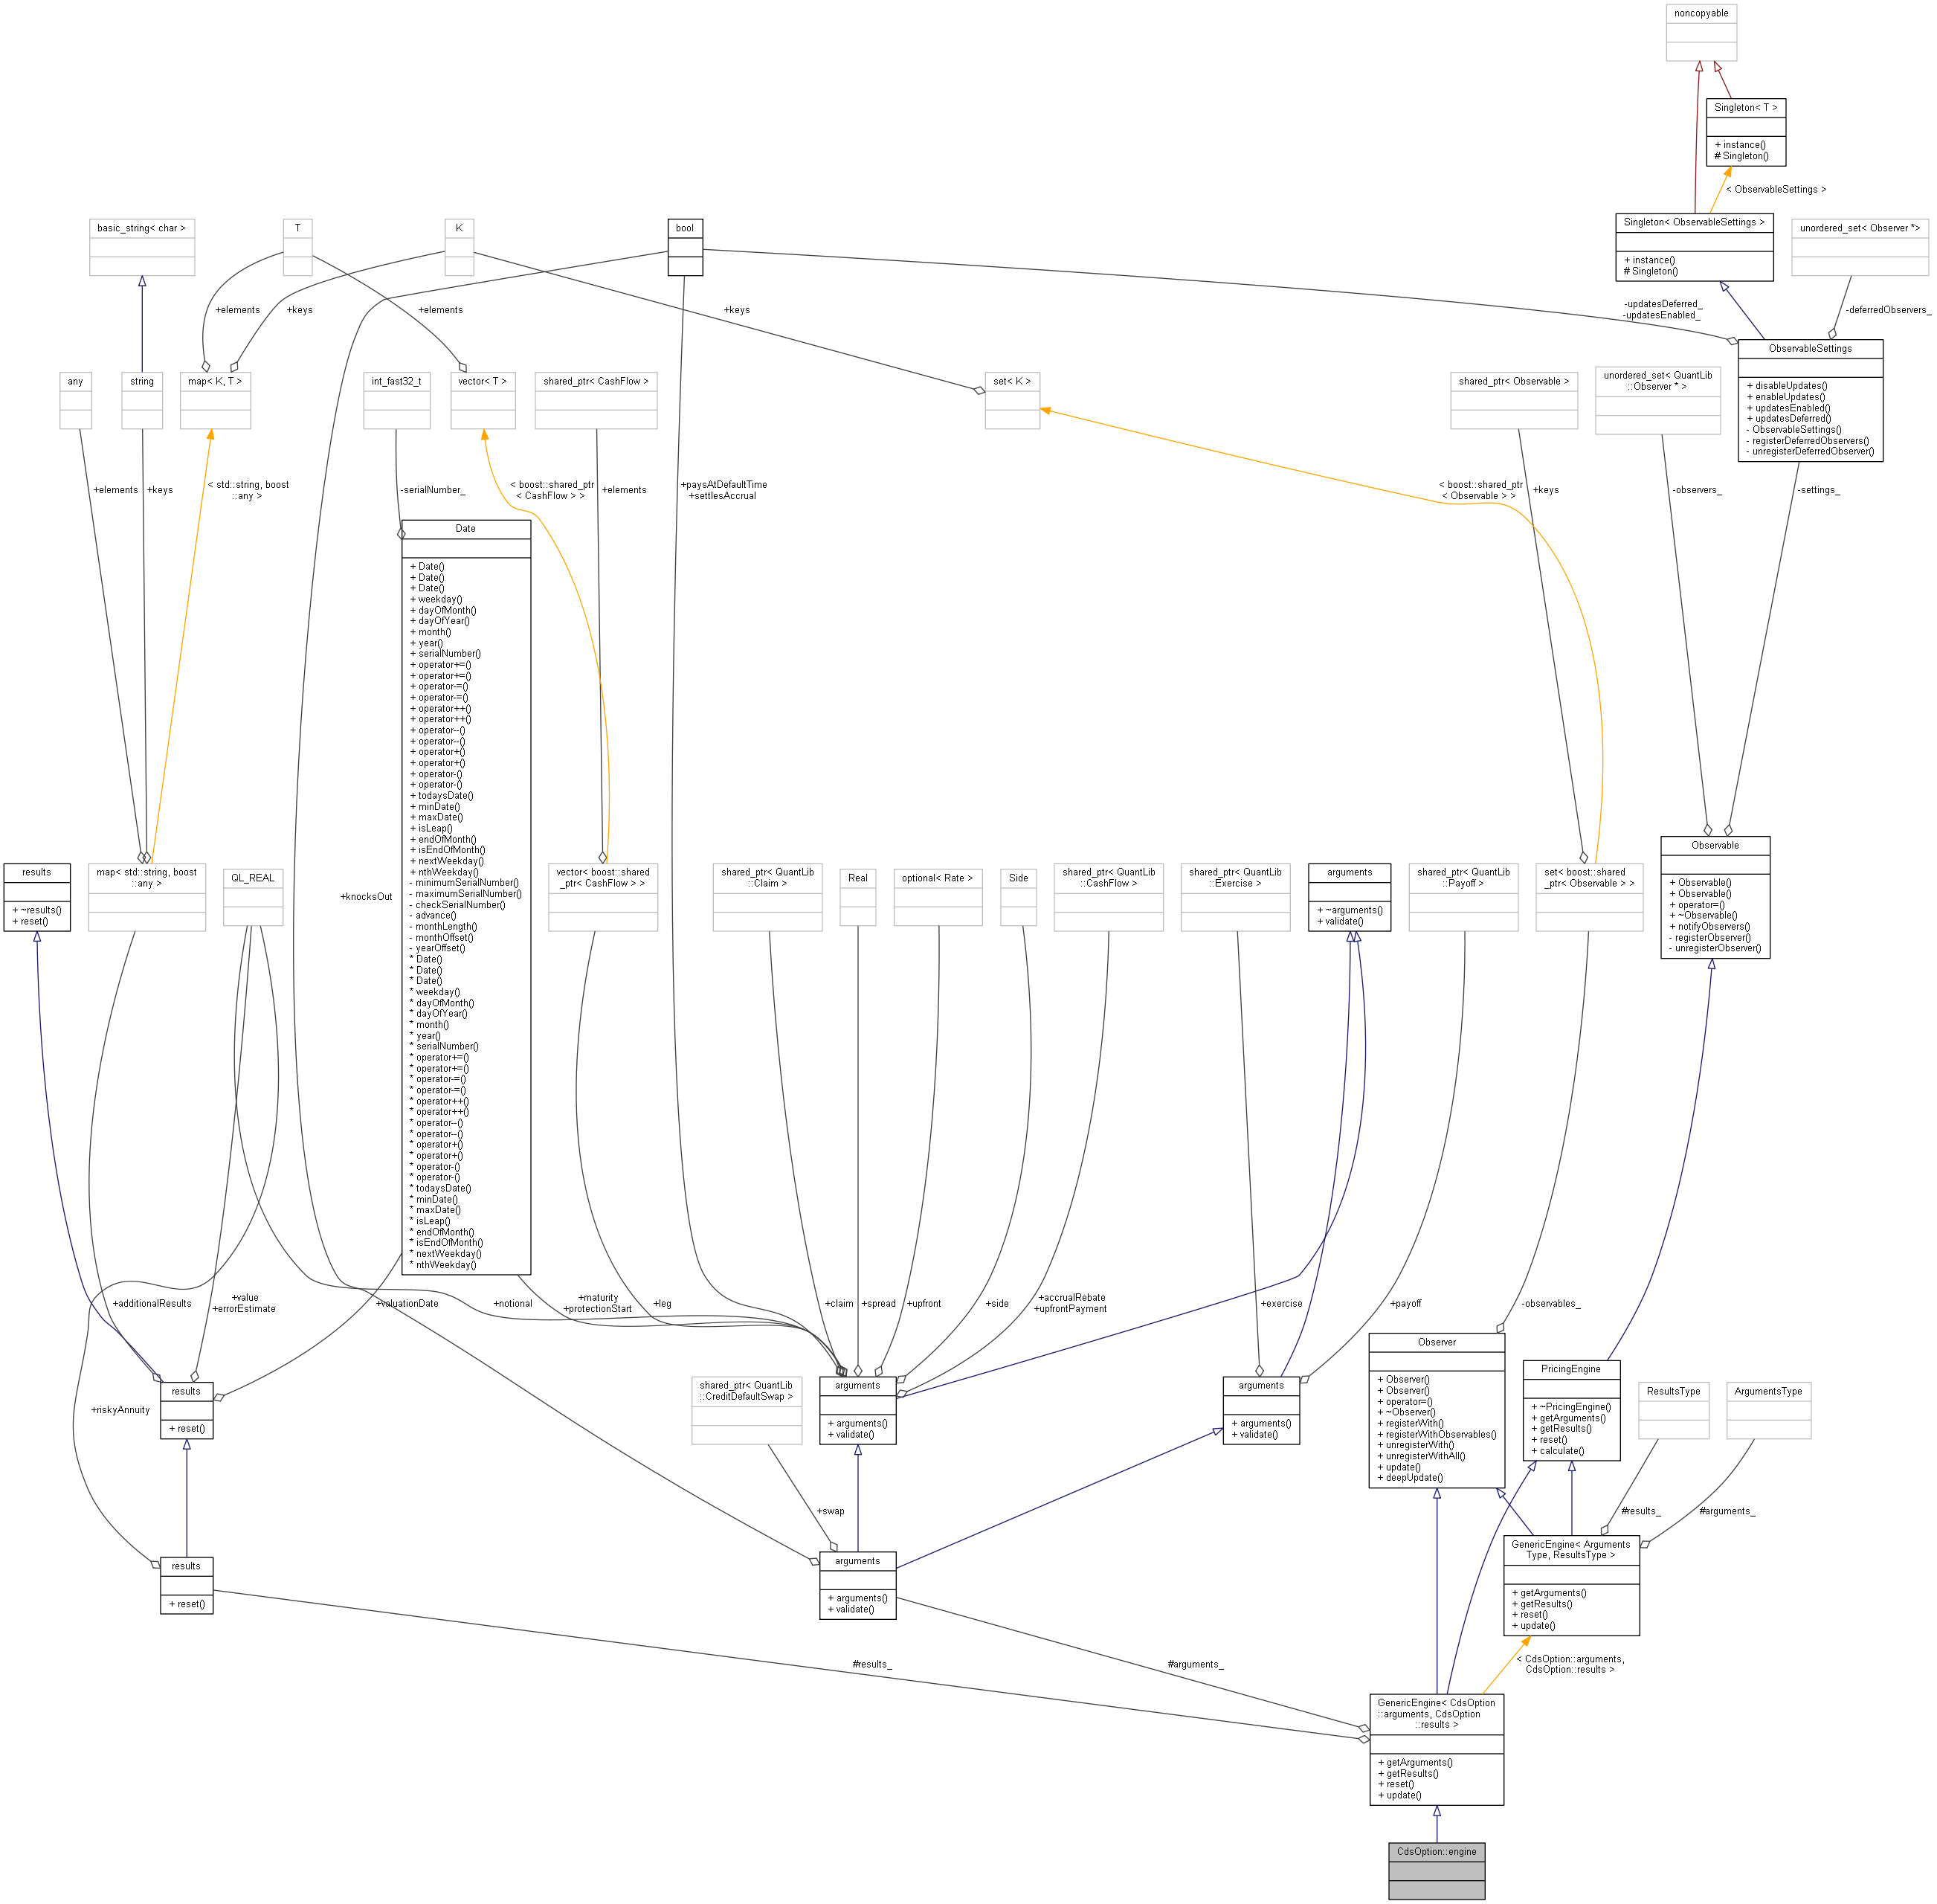 noncopyable
Singleton< T >
+ instance()
# Singleton()
< ObservableSettings >
basic_string< char >
T
K
bool
Singleton< ObservableSettings >
+ instance()
# Singleton()
unordered_set< Observer *>
+elements
+keys
+elements
+keys
-updatesDeferred_
-updatesEnabled_
-deferredObservers_
any
string
map< K, T >
int_fast32_t
vector< T >
shared_ptr< CashFlow >
set< K >
shared_ptr< Observable >
unordered_set< QuantLib
::Observer * >
ObservableSettings
+ disableUpdates()
+ enableUpdates()
+ updatesEnabled()
+ updatesDeferred()
- ObservableSettings()
- registerDeferredObservers()
- unregisterDeferredObserver()
+elements
+keys
< std::string, boost
::any >
-serialNumber_
< boost::shared_ptr
< CashFlow > >
+elements
+paysAtDefaultTime
+settlesAccrual
< boost::shared_ptr
< Observable > >
+keys
-observers_
-settings_
Date
+ Date()
+ Date()
+ Date()
+ weekday()
+ dayOfMonth()
+ dayOfYear()
+ month()
+ year()
+ serialNumber()
+ operator+=()
+ operator+=()
+ operator-=()
+ operator-=()
+ operator++()
+ operator++()
+ operator--()
+ operator--()
+ operator+()
+ operator+()
+ operator-()
+ operator-()
+ todaysDate()
+ minDate()
+ maxDate()
+ isLeap()
+ endOfMonth()
+ isEndOfMonth()
+ nextWeekday()
+ nthWeekday()
- minimumSerialNumber()
- maximumSerialNumber()
- checkSerialNumber()
- advance()
- monthLength()
- monthOffset()
- yearOffset()
* Date()
* Date()
* Date()
* weekday()
* dayOfMonth()
* dayOfYear()
* month()
* year()
* serialNumber()
* operator+=()
* operator+=()
* operator-=()
* operator-=()
* operator++()
* operator++()
* operator--()
* operator--()
* operator+()
* operator+()
* operator-()
* operator-()
* todaysDate()
* minDate()
* maxDate()
* isLeap()
* endOfMonth()
* isEndOfMonth()
* nextWeekday()
* nthWeekday()
results
+ ~results()
+ reset()
map< std::string, boost
::any >
QL_REAL
+knocksOut
vector< boost::shared
_ptr< CashFlow > >
shared_ptr< QuantLib
::Claim >
Real
optional< Rate >
Side
shared_ptr< QuantLib
::CashFlow >
shared_ptr< QuantLib
::Exercise >
arguments
+ ~arguments()
+ validate()
shared_ptr< QuantLib
::Payoff >
set< boost::shared
_ptr< Observable > >
Observable
+ Observable()
+ Observable()
+ operator=()
+ ~Observable()
+ notifyObservers()
- registerObserver()
- unregisterObserver()
+additionalResults
+value
+errorEstimate
+valuationDate
+notional
+maturity
+protectionStart
+leg
+claim
+spread
+upfront
+side
+accrualRebate
+upfrontPayment
+exercise
+payoff
-observables_
+riskyAnnuity
results
+ reset()
shared_ptr< QuantLib
::CreditDefaultSwap >
arguments
+ arguments()
+ validate()
arguments
+ arguments()
+ validate()
Observer
+ Observer()
+ Observer()
+ operator=()
+ ~Observer()
+ registerWith()
+ registerWithObservables()
+ unregisterWith()
+ unregisterWithAll()
+ update()
+ deepUpdate()
PricingEngine
+ ~PricingEngine()
+ getArguments()
+ getResults()
+ reset()
+ calculate()
ResultsType
ArgumentsType
+swap
#results_
#arguments_
results
+ reset()
arguments
+ arguments()
+ validate()
GenericEngine< Arguments
Type, ResultsType >
+ getArguments()
+ getResults()
+ reset()
+ update()
#results_
#arguments_
< CdsOption::arguments,
CdsOption::results >
GenericEngine< CdsOption
::arguments, CdsOption
::results >
+ getArguments()
+ getResults()
+ reset()
+ update()
CdsOption::engine